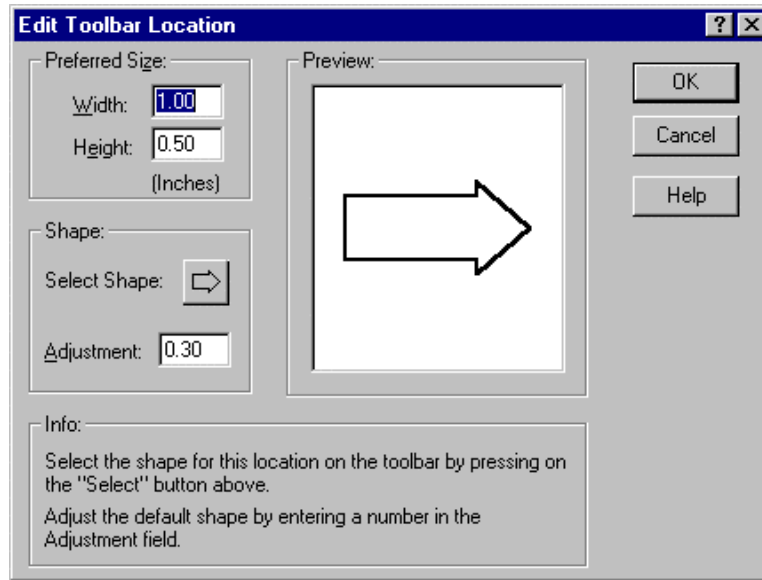 Edit Toolbar Location
Preferred Size:
Width: 1.00
Height: 0.50
(Inches)
Shape:
Select Shape:
Adjustment: 0.30
Preview:
OK
Cancel
Help
Info:
Select the shape for this location on the toolbar by pressing on
the "Select" button above.
Adjust the default shape by entering a number in the
Adjustment field.